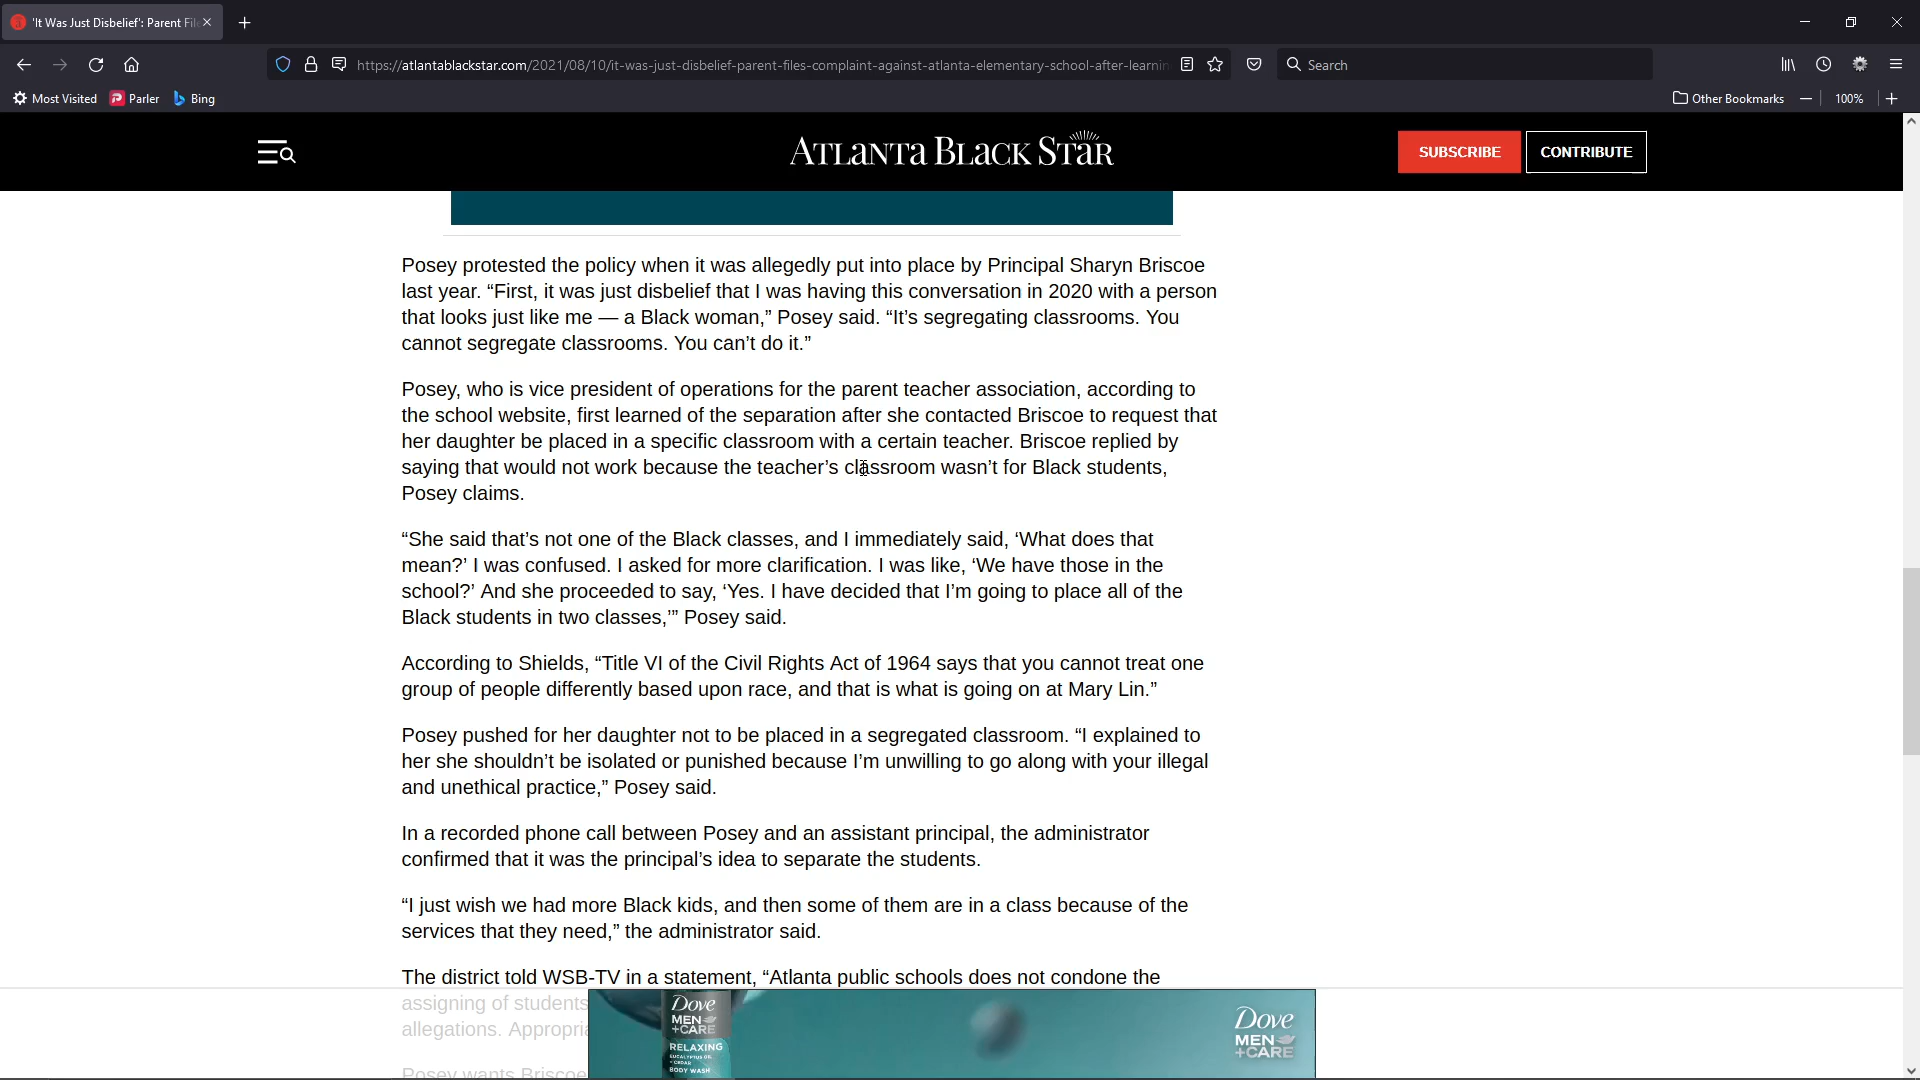 'It Was Just Disbelief': Parent Fil
https://atlantablackstar.com/2021/08/10/it-was-just-disbelief-parent-files-complaint-against-atlanta-elementary-school-after-learnin
Search
Most Visited
Parler
Bing
Other Bookmarks
100%
ATLANTA BLACK STAR
SUBSCRIBE
CONTRIBUTE
Posey protested the policy when it was allegedly put into place by Principal Sharyn Briscoe
last year. “First, it was just disbelief that I was having this conversation in 2020 with a person
that looks just like me — a Black woman,” Posey said. “It’s segregating classrooms. You
cannot segregate classrooms. You can’t do it.”
Posey, who is vice president of operations for the parent teacher association, according to
the school website, first learned of the separation after she contacted Briscoe to request that
her daughter be placed in a specific classroom with a certain teacher. Briscoe replied by
saying that would not work because the teacher’s classroom wasn’t for Black students,
Posey claims.
“She said that’s not one of the Black classes, and I immediately said, ‘What does that
mean?’ I was confused. I asked for more clarification. I was like, ‘We have those in the
school?’ And she proceeded to say, ‘Yes. I have decided that I’m going to place all of the
Black students in two classes,’” Posey said.
According to Shields, “Title VI of the Civil Rights Act of 1964 says that you cannot treat one
group of people differently based upon race, and that is what is going on at Mary Lin.”
Posey pushed for her daughter not to be placed in a segregated classroom. “I explained to
her she shouldn’t be isolated or punished because I’m unwilling to go along with your illegal
and unethical practice,” Posey said.
In a recorded phone call between Posey and an assistant principal, the administrator
confirmed that it was the principal’s idea to separate the students.
“I just wish we had more Black kids, and then some of them are in a class because of the
services that they need,” the administrator said.
The district told WSB-TV in a statement, “Atlanta public schools does not condone the
assigning of students
allegations. Appropria
Posey wants Briscoe
Dove
MEN
+CARE
RELAXING
EUCALYPTUS OIL
+ CEDAR
BODY WASH
Dove
MEN
+CARE